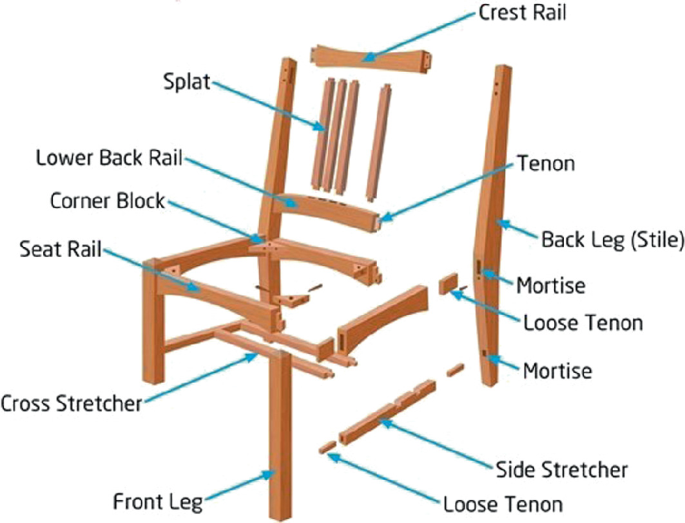 Crest Rail
Splat
Lower Back Rail
Tenon
Corner Block
Seat Rail
Back Leg (Stile)
Mortise
Loose Tenon
Mortise
Cross Stretcher
Side Stretcher
Front Leg
Loose Tenon